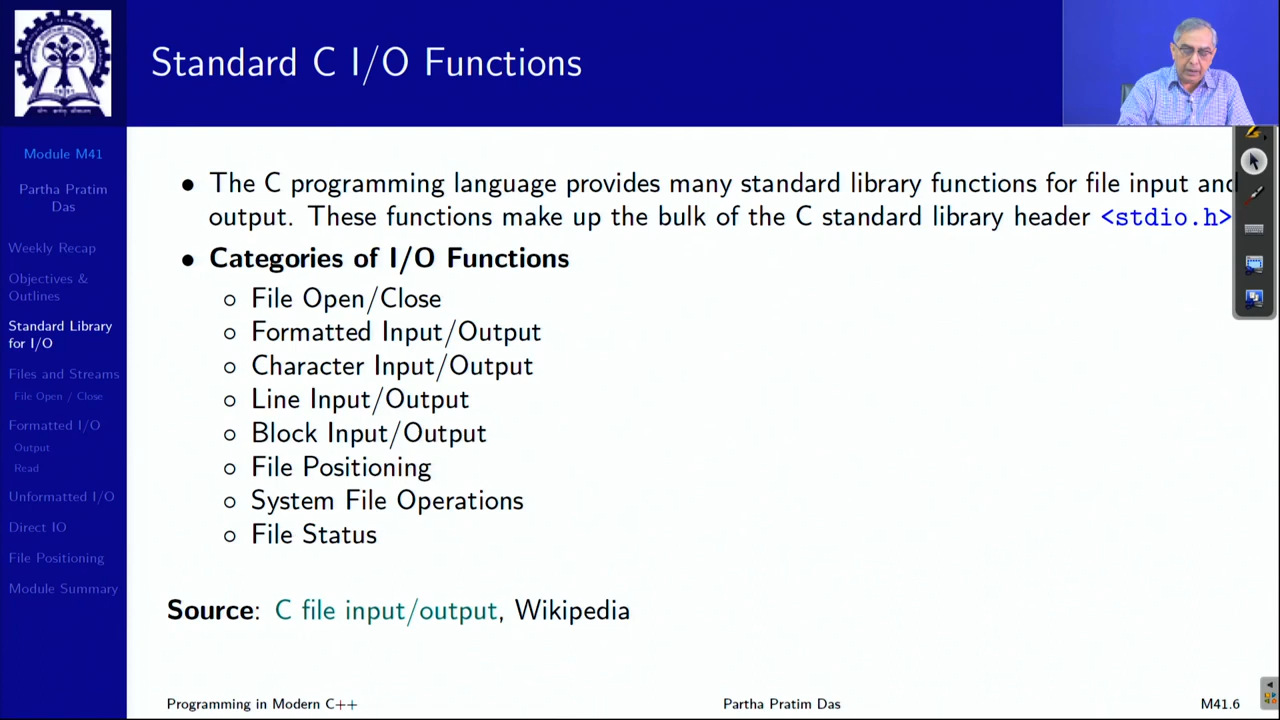 Standard C I/O Functions
Module M41
Partha Pratim
Das
Weekly Recap
Objectives &
Outlines
Standard Library
for I/O
Files and Streams
File Open / Close
Formatted I/O
Output
Read
Unformatted I/O
Direct IO
File Positioning
Module Summary
• The C programming language provides many standard library functions for file input and
output. These functions make up the bulk of the C standard library header <stdio.h>
• Categories of I/O Functions
○ File Open/Close
○ Formatted Input/Output
○ Character Input/Output
○ Line Input/Output
○ Block Input/Output
○ File Positioning
○ System File Operations
○ File Status
Source: C file input/output, Wikipedia
Programming in Modern C++
Partha Pratim Das
M41.6